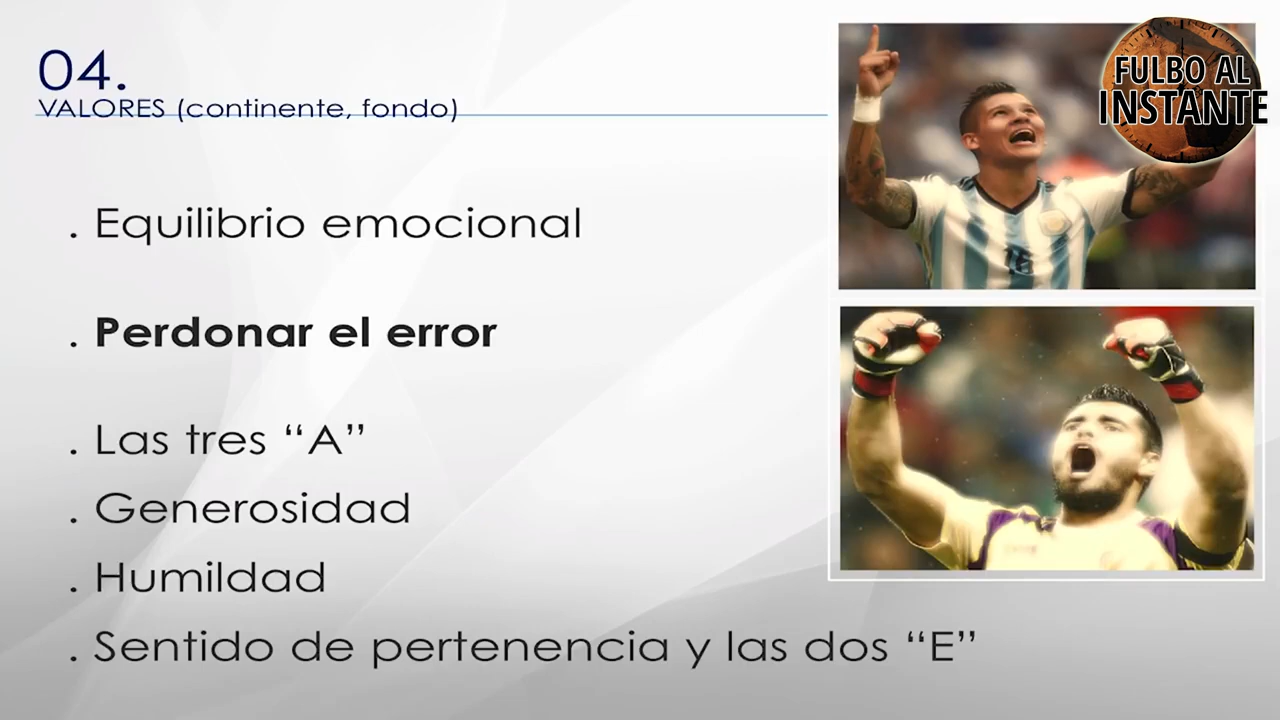 04.
VALORES (continente, fondo)
. Equilibrio emocional
. Perdonar el error
. Las tres “A”
. Generosidad
. Humildad
. Sentido de pertenencia y las dos “E”
FULBO AL
INSTANTE
16